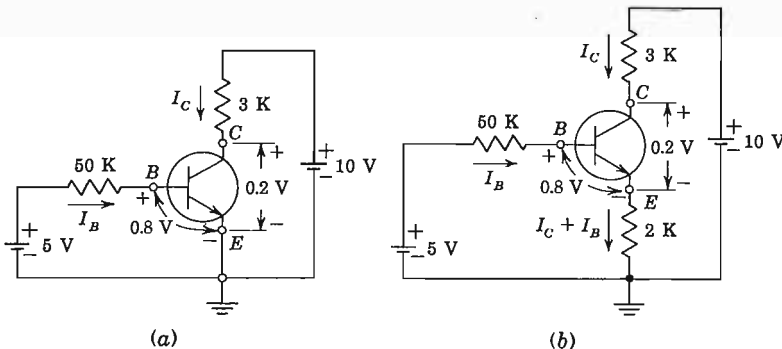 I_C
3 K
C
+
50 K
B
0.2 V
+
−
10 V
I_B
+
0.8 V
−
−
E
+
−
5 V
(a)
I_C
3 K
C
+
50 K
B
0.2 V
+
−
10 V
I_B
+
0.8 V
−
−
E
I_C + I_B
2 K
+
−
5 V
(b)